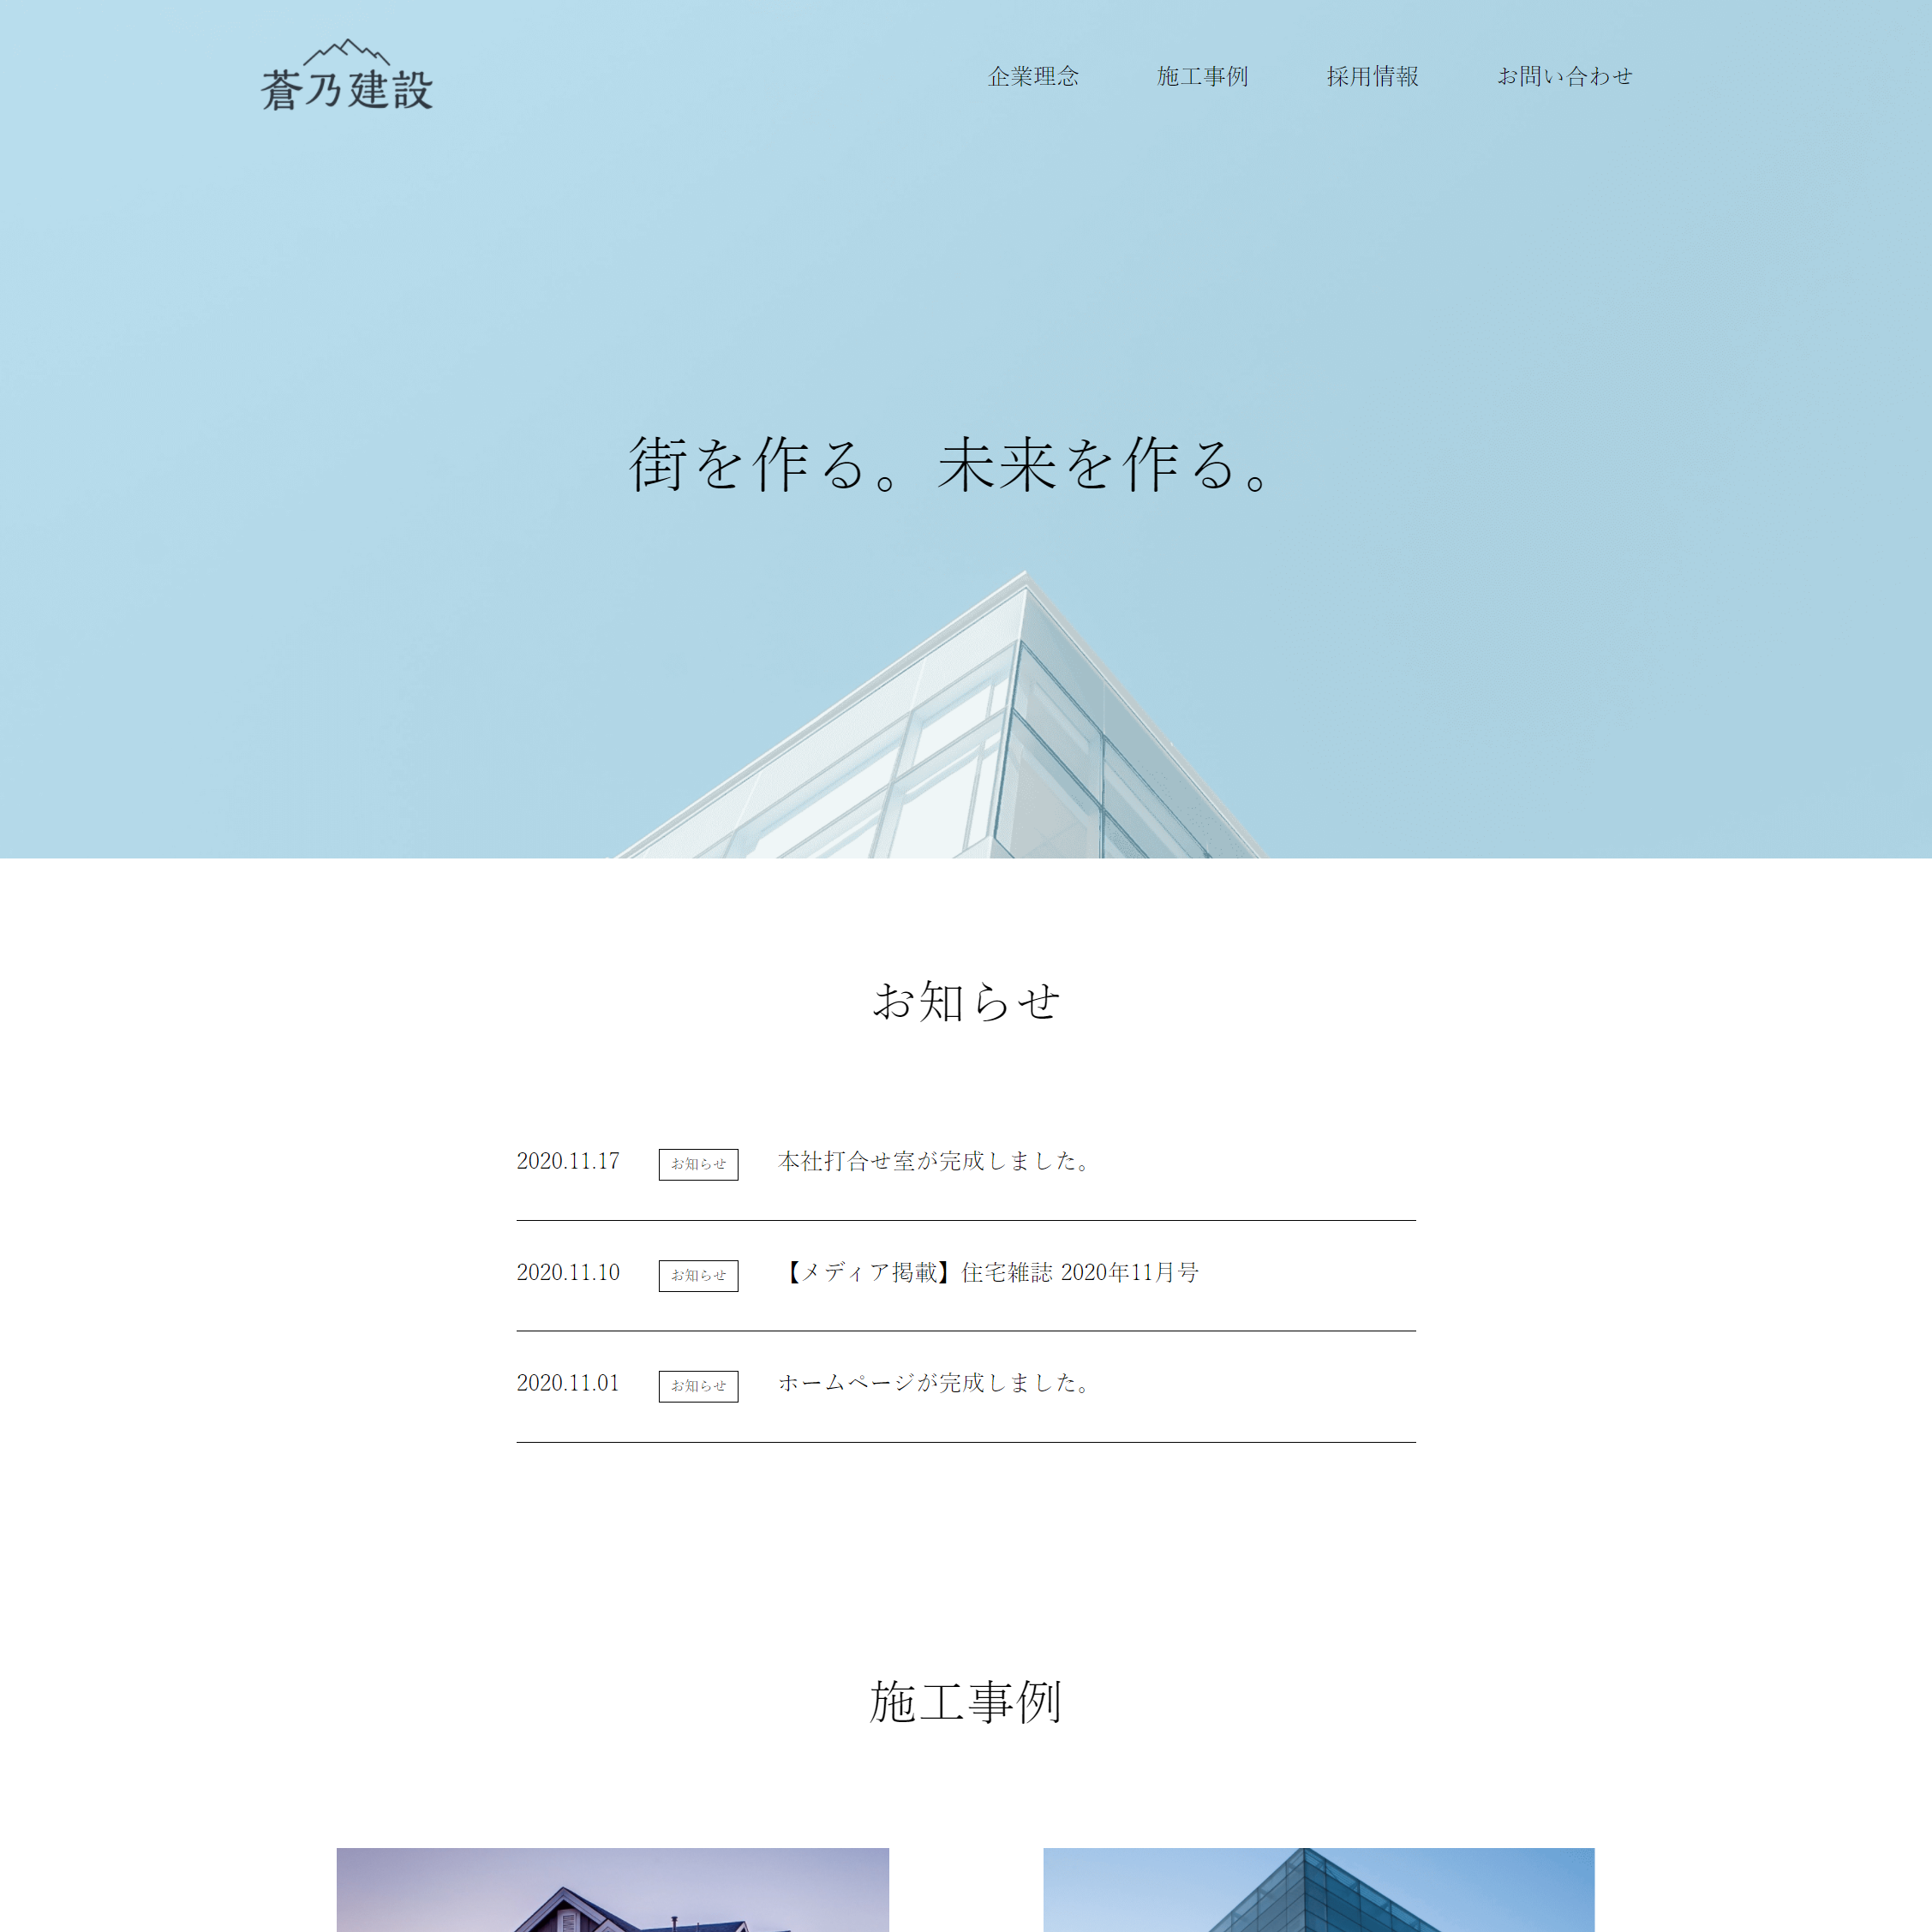 蒼乃建設
企業理念 施工事例 採用情報 お問い合わせ
街を作る。未来を作る。
お知らせ
2020.11.17 お知らせ 本社打合せ室が完成しました。
2020.11.10 お知らせ 【メディア掲載】住宅雑誌 2020年11月号
2020.11.01 お知らせ ホームページが完成しました。
施工事例